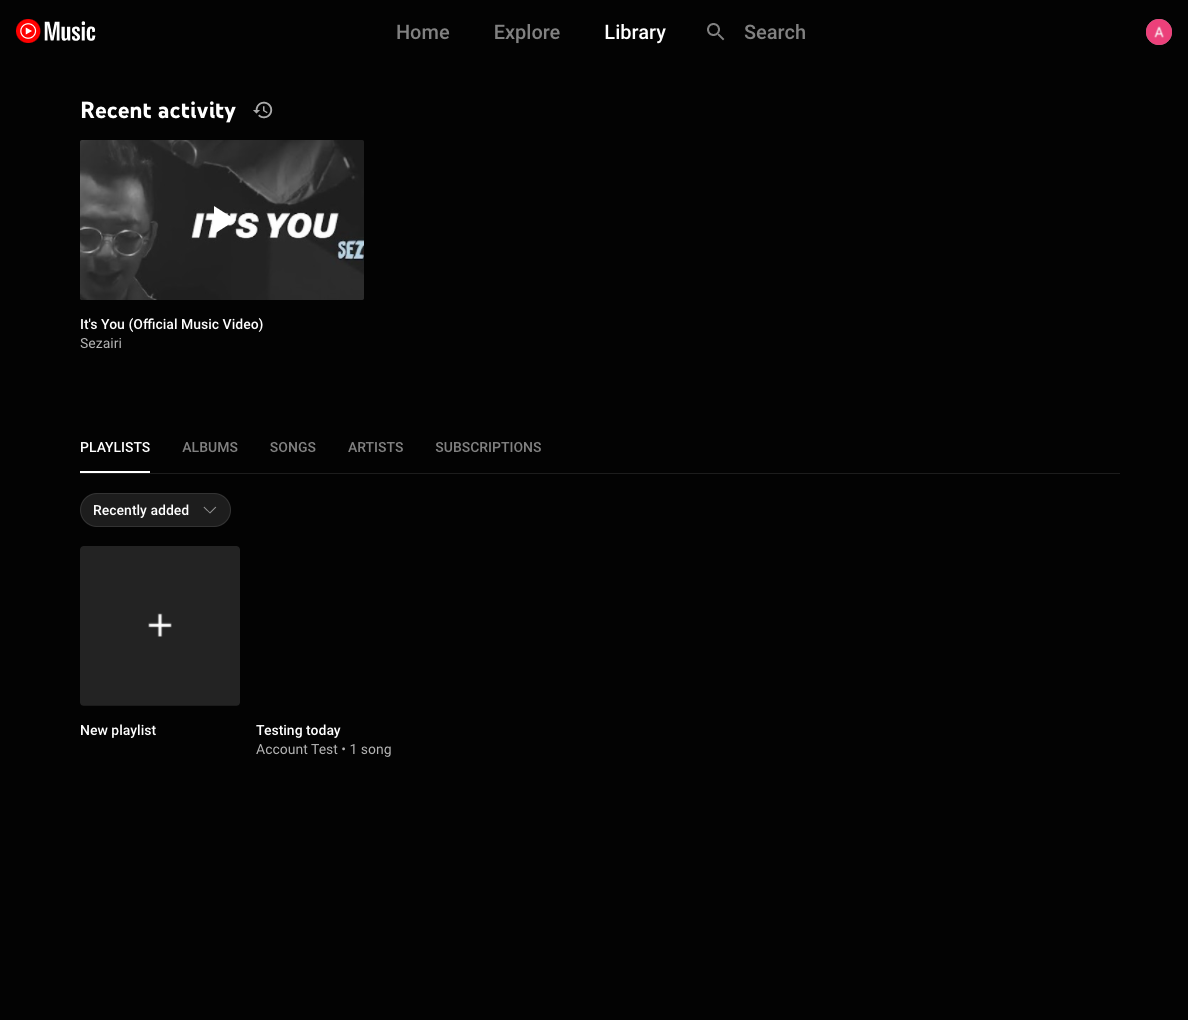 Music
Home
Explore
Library
Search
A
Recent activity
IT'S YOU
SEZ
It's You (Official Music Video)
Sezairi
PLAYLISTS
ALBUMS
SONGS
ARTISTS
SUBSCRIPTIONS
Recently added
New playlist
Testing today
Account Test • 1 song